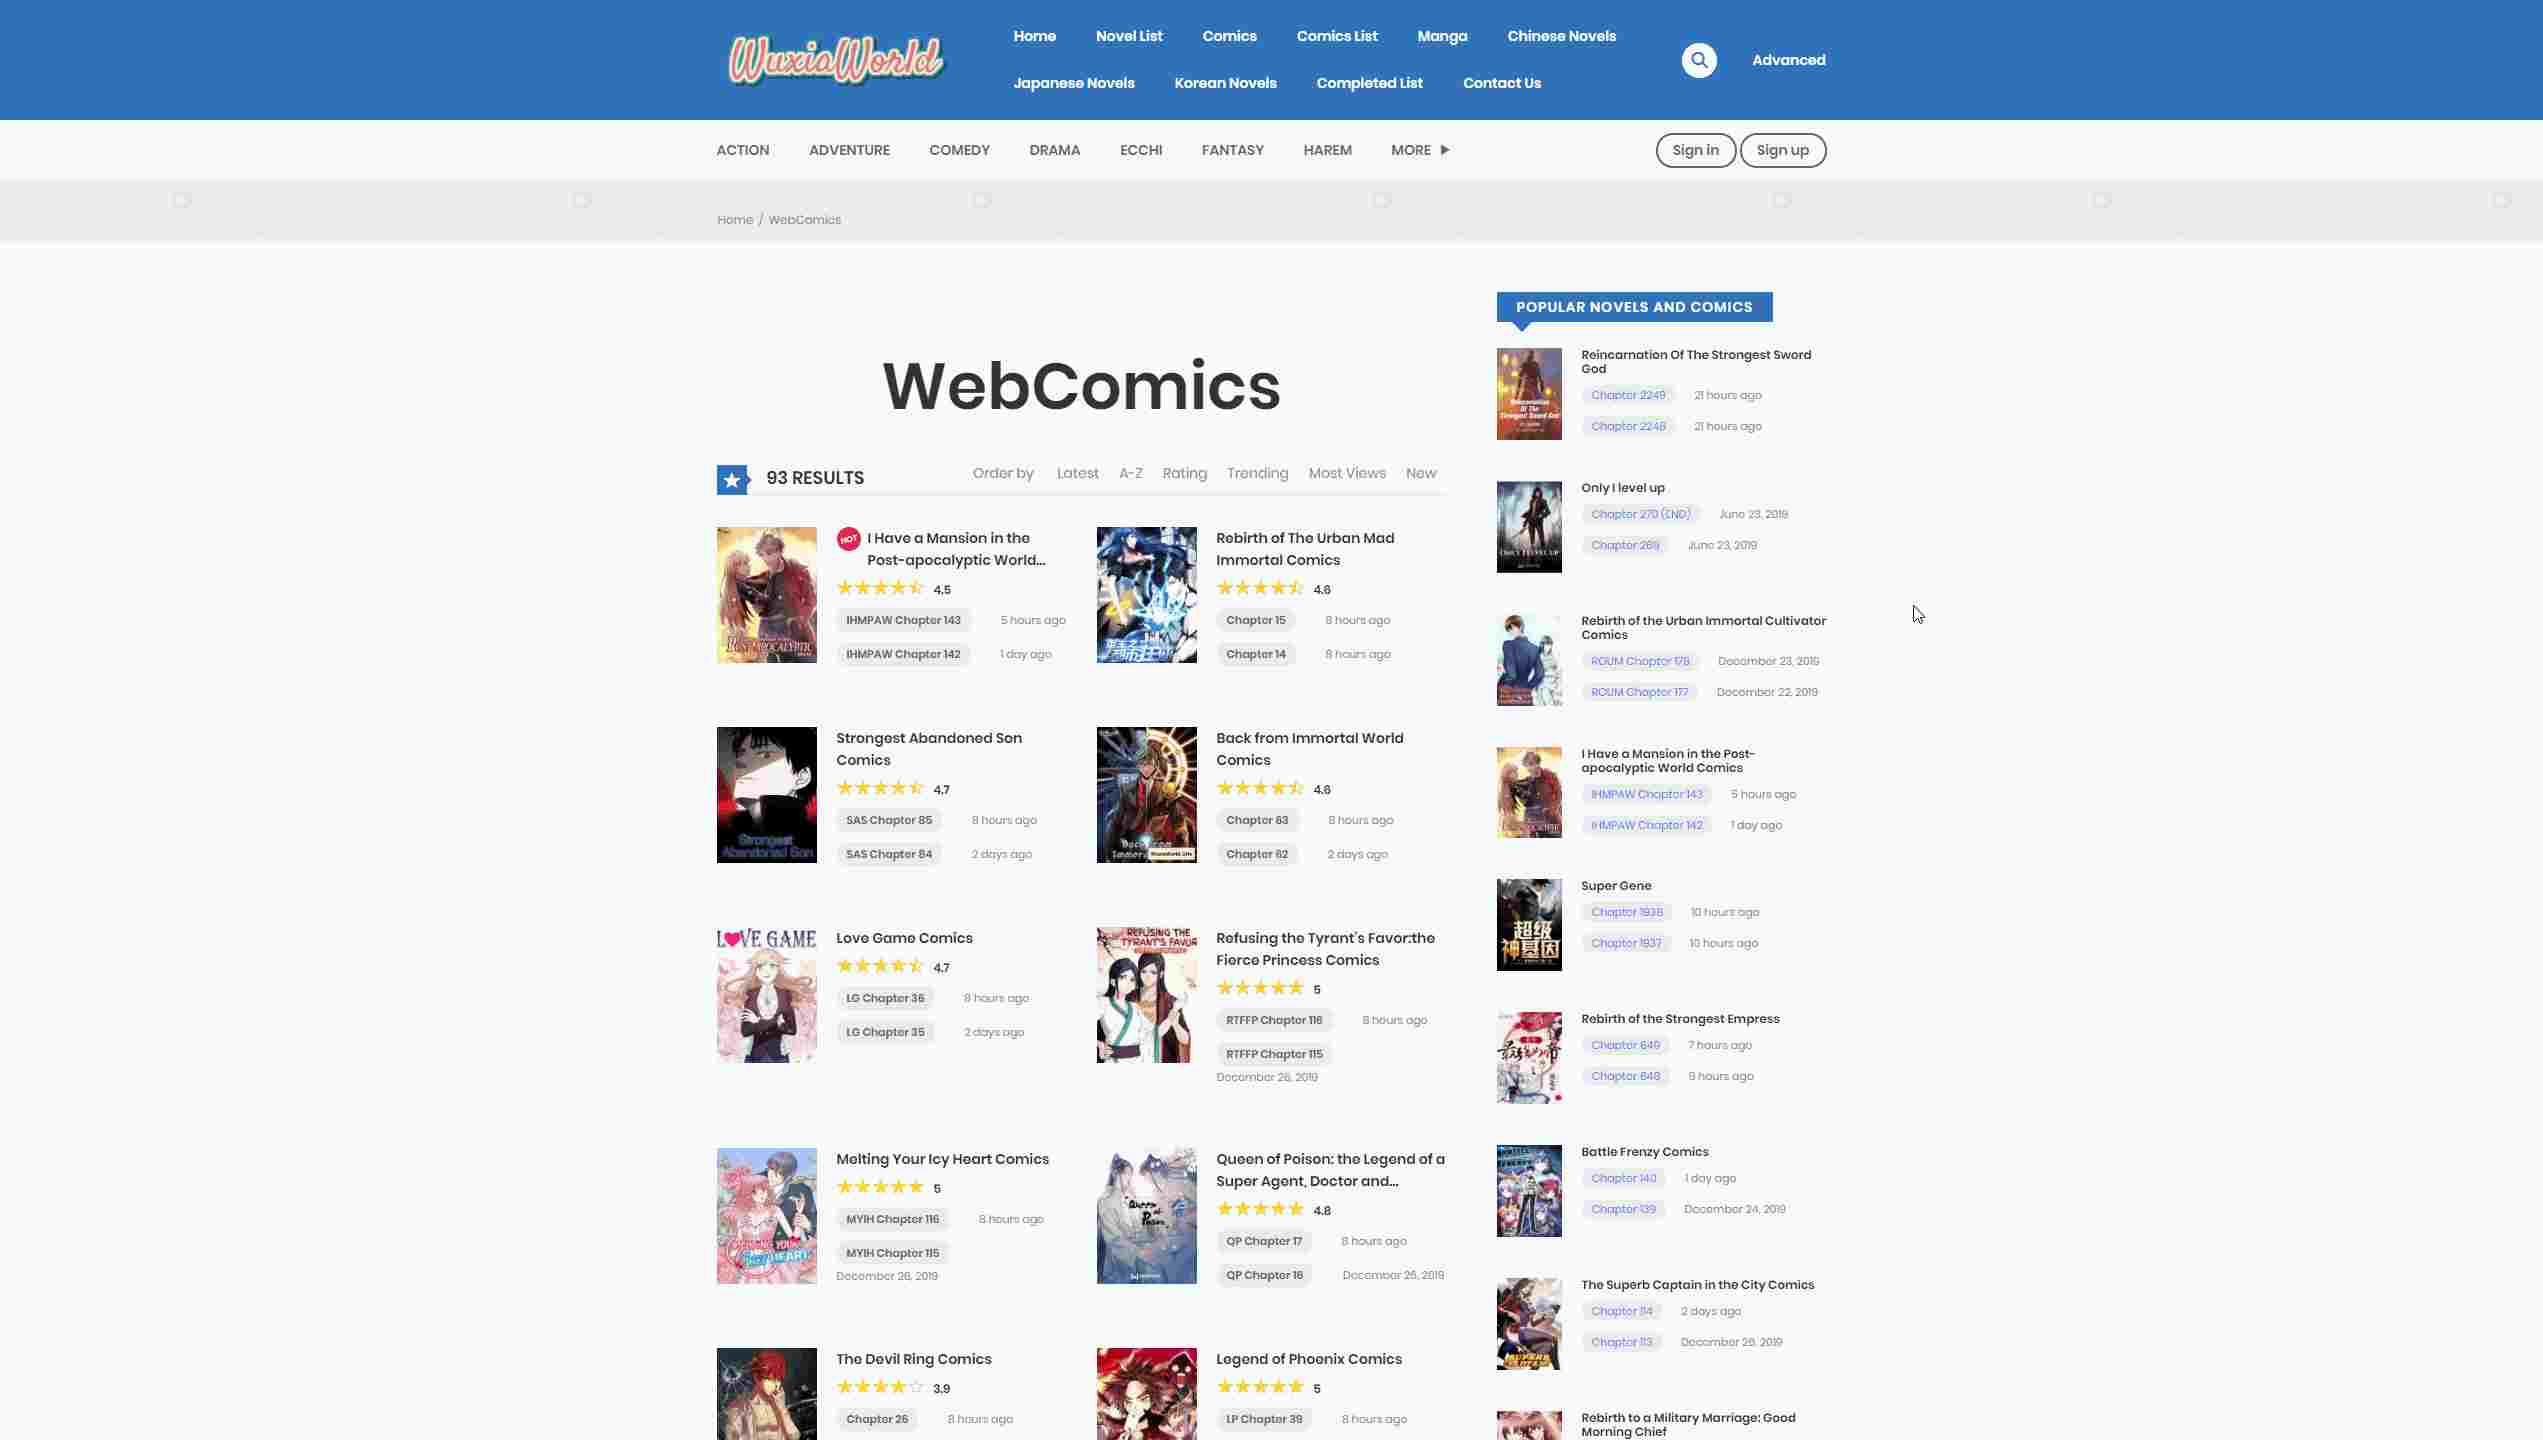 WuxiaWorld
Home Novel List Comics Comics List Manga Chinese Novels
Japanese Novels Korean Novels Completed List Contact Us
Advanced
ACTION ADVENTURE COMEDY DRAMA ECCHI FANTASY HAREM MORE
Sign in Sign up
Home / WebComics
WebComics
93 RESULTS
Order by Latest A-Z Rating Trending Most Views New
HOT
I Have a Mansion in the
Post-apocalyptic World...
4.5
IHMPAW Chapter 143 5 hours ago
IHMPAW Chapter 142 1 day ago
Rebirth of The Urban Mad
Immortal Comics
4.6
Chapter 15 8 hours ago
Chapter 14 8 hours ago
Strongest Abandoned Son
Comics
4.7
SAS Chapter 85 8 hours ago
SAS Chapter 84 2 days ago
Strongest
Abandoned Son
Back from Immortal World
Comics
4.6
Chapter 63 8 hours ago
Chapter 62 2 days ago
LOVE GAME
Love Game Comics
4.7
LG Chapter 36 8 hours ago
LG Chapter 35 2 days ago
REFUSING THE
TYRANT'S FAVOR
Refusing the Tyrant's Favor:the
Fierce Princess Comics
5
RTFFP Chapter 116 8 hours ago
RTFFP Chapter 115
December 26, 2019
Melting Your Icy Heart Comics
5
MYIH Chapter 116 8 hours ago
MYIH Chapter 115
December 26, 2019
Queen of Poison: the Legend of a
Super Agent, Doctor and...
4.8
QP Chapter 17 8 hours ago
QP Chapter 16 December 26, 2019
The Devil Ring Comics
3.9
Chapter 26 8 hours ago
Legend of Phoenix Comics
5
LP Chapter 39 8 hours ago
POPULAR NOVELS AND COMICS
Reincarnation Of The Strongest Sword
God
Chapter 2249 21 hours ago
Chapter 2248 21 hours ago
Only I level up
Chapter 270 (END) June 23, 2019
Chapter 269 June 23, 2019
ONLY I LEVEL UP
Rebirth of the Urban Immortal Cultivator
Comics
ROUM Chapter 178 December 23, 2019
ROUM Chapter 177 December 22, 2019
I Have a Mansion in the Post-
apocalyptic World Comics
IHMPAW Chapter 143 5 hours ago
IHMPAW Chapter 142 1 day ago
超级
神基因
Super Gene
Chapter 1938 10 hours ago
Chapter 1937 10 hours ago
Rebirth of the Strongest Empress
Chapter 649 7 hours ago
Chapter 648 9 hours ago
Battle Frenzy Comics
Chapter 140 1 day ago
Chapter 139 December 24, 2019
The Superb Captain in the City Comics
Chapter 114 2 days ago
Chapter 113 December 26, 2019
Rebirth to a Military Marriage: Good
Morning Chief